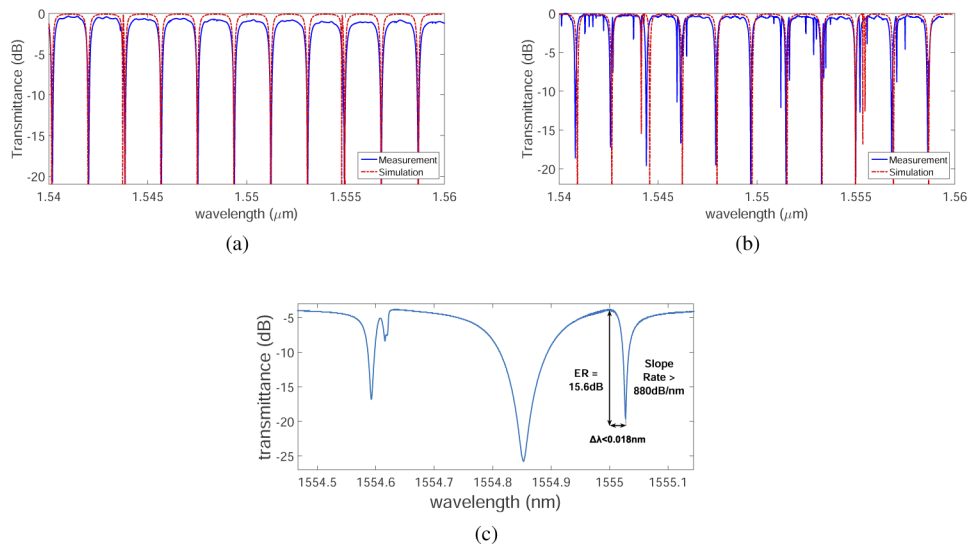 0
-5
-10
-15
-20
Transmittance (dB)
Measurement
Simulation
1.54
1.545
1.55
1.555
1.56
wavelength (μm)
(a)
0
-5
-10
-15
-20
Transmittance (dB)
Measurement
Simulation
1.54
1.545
1.55
1.555
1.56
wavelength (μm)
(b)
-5
-10
-15
-20
-25
transmittance (dB)
ER =
15.6dB
Slope
Rate >
880dB/nm
Δλ<0.018nm
1554.5
1554.6
1554.7
1554.8
1554.9
1555
1555.1
wavelength (nm)
(c)